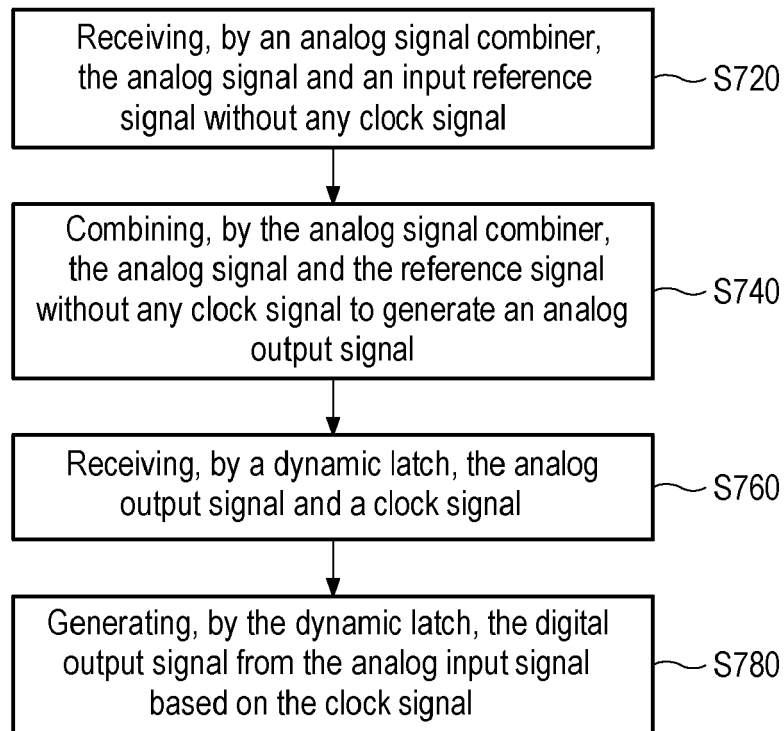 Receiving, by an analog signal combiner,
the analog signal and an input reference
signal without any clock signal
S720
Combining, by the analog signal combiner,
the analog signal and the reference signal
without any clock signal to generate an analog
output signal
S740
Receiving, by a dynamic latch, the analog
output signal and a clock signal
S760
Generating, by the dynamic latch, the digital
output signal from the analog input signal
based on the clock signal
S780